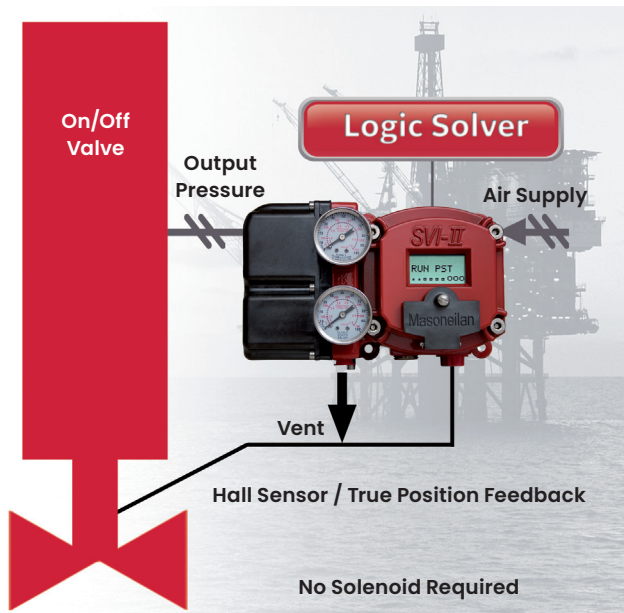 On/Off
Valve
Logic Solver
Output
Pressure
Air Supply
SVI-II
RUN PST
Masoneilan
Vent
Hall Sensor / True Position Feedback
No Solenoid Required